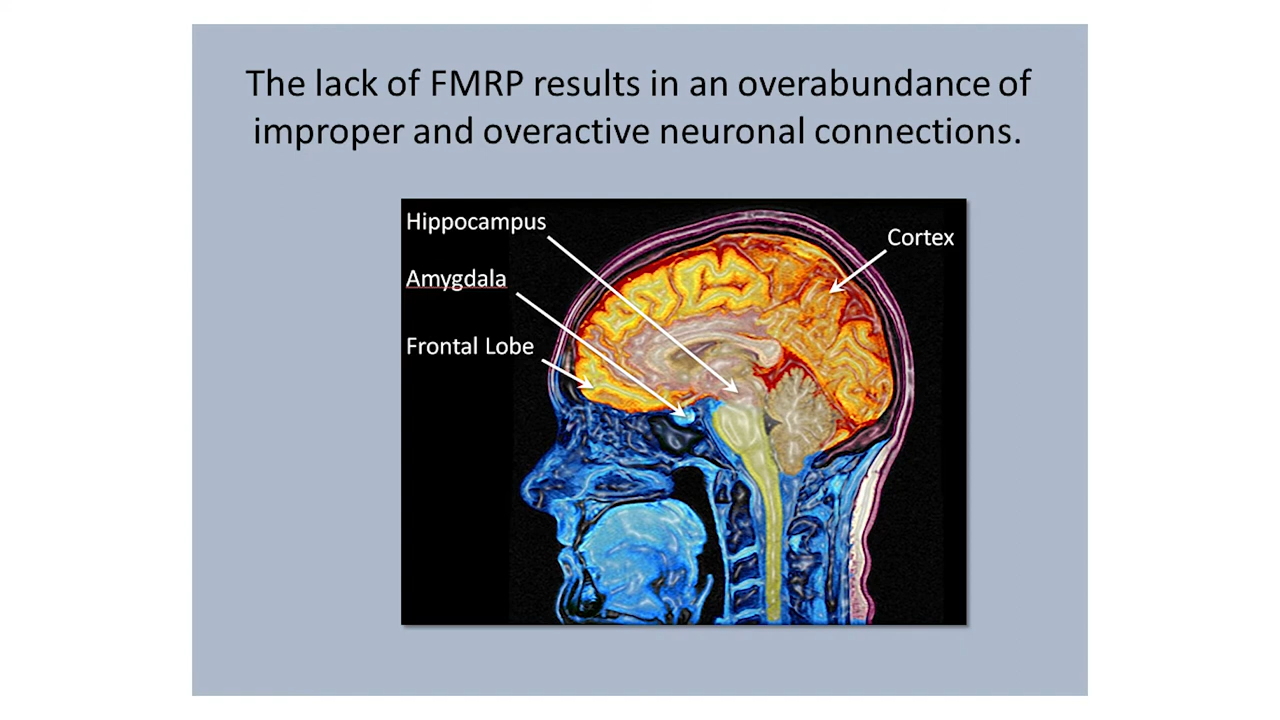 The lack of FMRP results in an overabundance of
improper and overactive neuronal connections.
Hippocampus
Cortex
Amygdala
Frontal Lobe